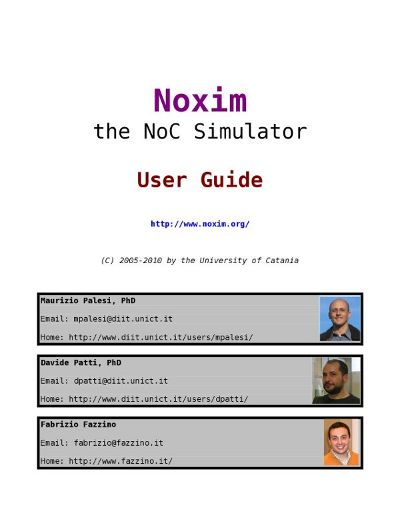 Noxim
the NoC Simulator
User Guide
http://www.noxim.org/
(C) 2005-2010 by the University of Catania
Maurizio Palesi, PhD
Email: mpalesi@diit.unict.it
Home: http://www.diit.unict.it/users/mpalesi/
Davide Patti, PhD
Email: dpatti@diit.unict.it
Home: http://www.diit.unict.it/users/dpatti/
Fabrizio Fazzino
Email: fabrizio@fazzino.it
Home: http://www.fazzino.it/